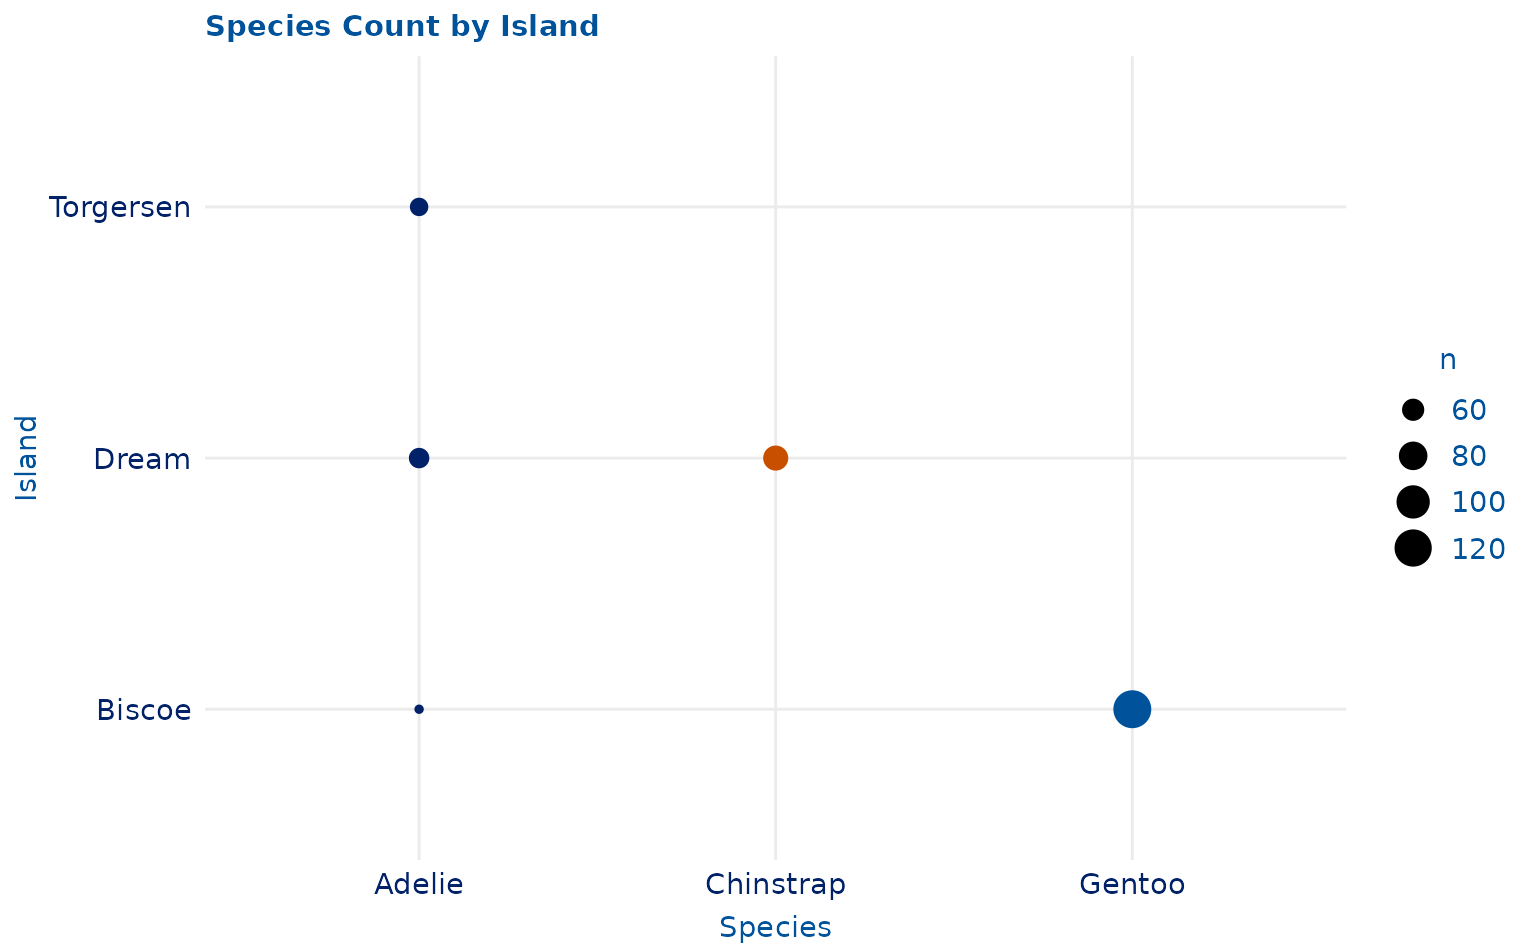 Species Count by Island
Torgersen
Dream
Biscoe
Island
Adelie
Chinstrap
Gentoo
Species
n
60
80
100
120